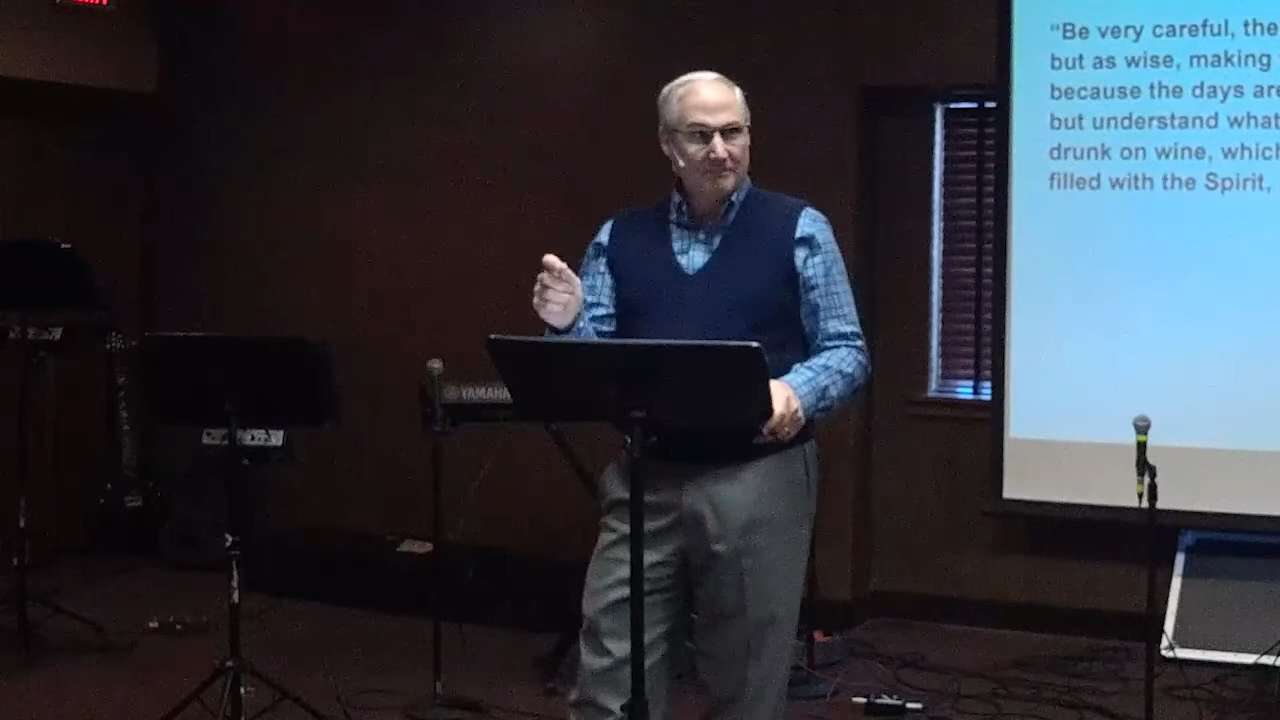 “Be very careful, the
but as wise, making
because the days are
but understand what
drunk on wine, which
filled with the Spirit,
YAMAHA